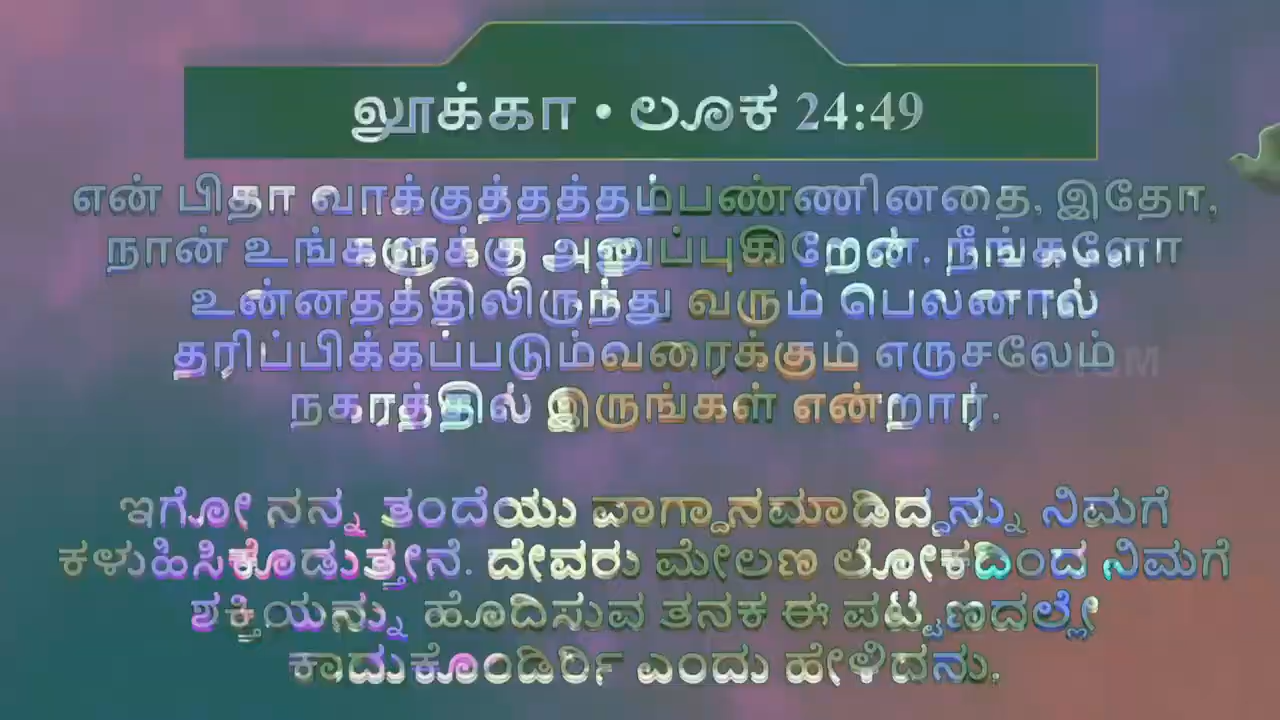 லூக்கா • ಲೂಕ 24:49
என் பிதா வாக்குத்தத்தம்பண்ணினதை, இதோ,
நான் உங்களுக்கு அனுப்புகிறேன். நீங்களோ
உன்னதத்திலிருந்து வரும் பெலனால்
தரிப்பிக்கப்படும்வரைக்கும் எருசலேம்
நகரத்தில் இருங்கள் என்றார்.
ಇಗೋ ನನ್ನ ತಂದೆಯು ವಾಗ್ದಾನಮಾಡಿದ್ದನ್ನು ನಿಮಗೆ
ಕಳುಹಿಸಿಕೊಡುತ್ತೇನೆ. ದೇವರು ಮೇಲಣ ಲೋಕದಿಂದ ನಿಮಗೆ
ಶಕ್ತಿಯನ್ನು ಹೊದಿಸುವ ತನಕ ಈ ಪಟ್ಟಣದಲ್ಲೇ
ಕಾದುಕೊಂಡಿರ್ರಿ ಎಂದು ಹೇಳಿದನು.